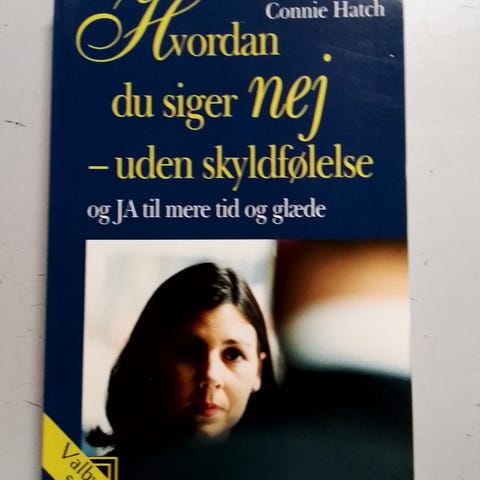 Connie Hatch
Hvordan
du siger nej
– uden skyldfølelse
og JA til mere tid og glæde